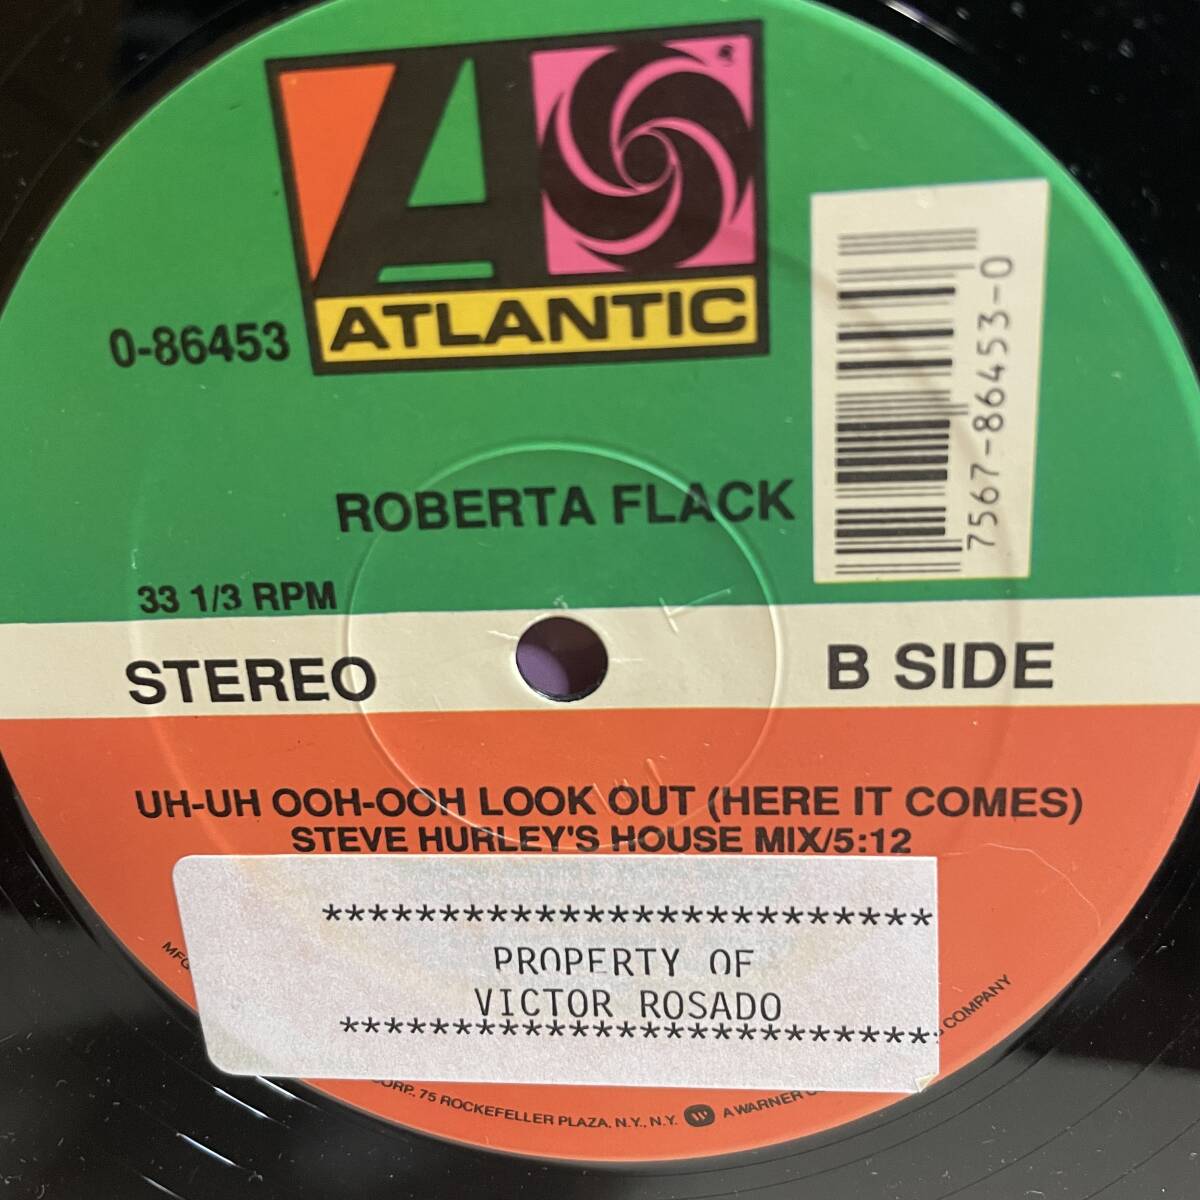 ATLANTIC
0-86453
7567-86453-0
ROBERTA FLACK
33 1/3 RPM
STEREO
B SIDE
UH-UH OOH-OOH LOOK OUT (HERE IT COMES)
STEVE HURLEY'S HOUSE MIX/5:12
**************************
PROPERTY OF
VICTOR ROSADO
**************************
CORP., 75 ROCKEFELLER PLAZA, N.Y., N.Y. A WARNER COMPANY